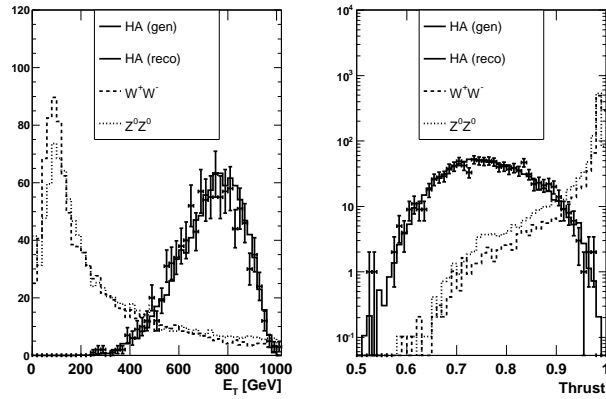 120
100
80
60
40
20
0
0 200 400 600 800 1000
E_T [GeV]
HA (gen)
HA (reco)
W⁺W⁻
Z⁰Z⁰
10³
10²
10
1
10⁻¹
0.5 0.6 0.7 0.8 0.9 1
Thrust
HA (gen)
HA (reco)
W⁺W⁻
Z⁰Z⁰